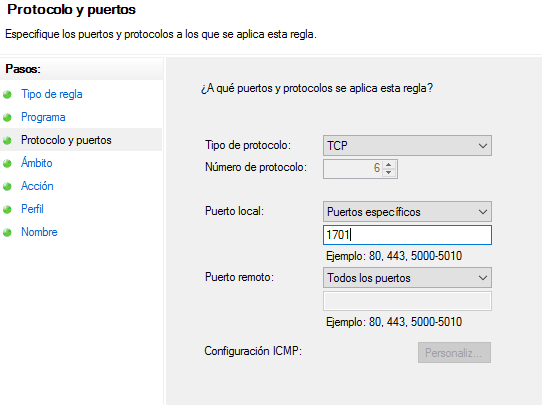 Protocolo y puertos
Especifique los puertos y protocolos a los que se aplica esta regla.
Pasos:
Tipo de regla
Programa
Protocolo y puertos
Ámbito
Acción
Perfil
Nombre
¿A qué puertos y protocolos se aplica esta regla?
Tipo de protocolo: TCP
Número de protocolo: 6
Puerto local: Puertos específicos
1701
Ejemplo: 80, 443, 5000-5010
Puerto remoto: Todos los puertos
Ejemplo: 80, 443, 5000-5010
Configuración ICMP: Personaliz...